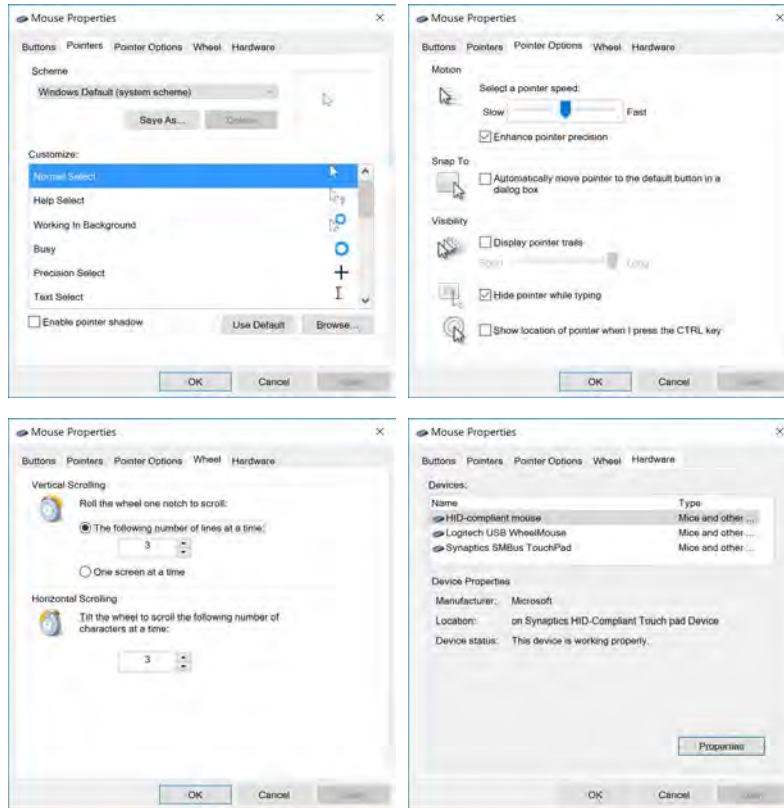 Mouse Properties
Buttons Pointers Pointer Options Wheel Hardware
Scheme
Windows Default (system scheme)
Save As... Delete
Customize:
Normal Select
Help Select
Working In Background
Busy
Precision Select
Text Select
Enable pointer shadow Use Default Browse...
OK Cancel
Mouse Properties
Buttons Pointers Pointer Options Wheel Hardware
Motion
Select a pointer speed:
Slow Fast
Enhance pointer precision
Snap To
Automatically move pointer to the default button in a
dialog box
Visibility
Display pointer trails
Short Long
Hide pointer while typing
Show location of pointer when I press the CTRL key
OK Cancel
Mouse Properties
Buttons Pointers Pointer Options Wheel Hardware
Vertical Scrolling
Roll the wheel one notch to scroll:
The following number of lines at a time:
3
One screen at a time
Horizontal Scrolling
Tilt the wheel to scroll the following number of
characters at a time:
3
OK Cancel
Mouse Properties
Buttons Pointers Pointer Options Wheel Hardware
Devices:
Name Type
HID-compliant mouse Mice and other ...
Logitech USB WheelMouse Mice and other ...
Synaptics SMBus TouchPad Mice and other ...
Device Properties
Manufacturer: Microsoft
Location: on Synaptics HID-Compliant Touch pad Device
Device status: This device is working properly.
Properties
OK Cancel